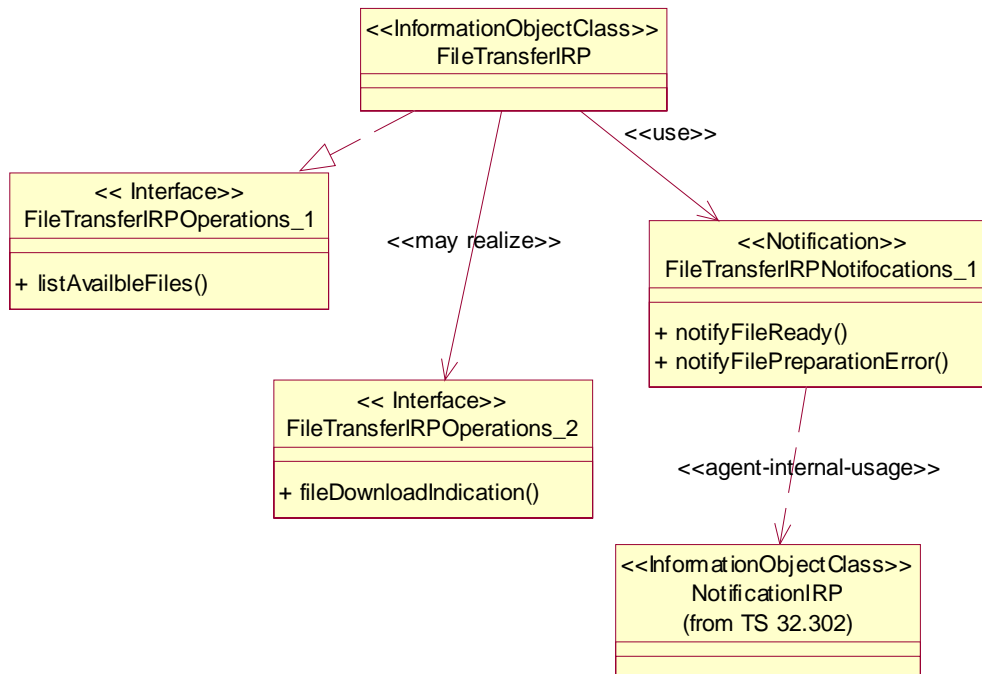 <<InformationObjectClass>>
FileTransferIRP
<<use>>
<< Interface>>
FileTransferIRPOperations_1
+ listAvailbleFiles()
<<may realize>>
<<Notification>>
FileTransferIRPNotifocations_1
+ notifyFileReady()
+ notifyFilePreparationError()
<< Interface>>
FileTransferIRPOperations_2
+ fileDownloadIndication()
<<agent-internal-usage>>
<<InformationObjectClass>>
NotificationIRP
(from TS 32.302)